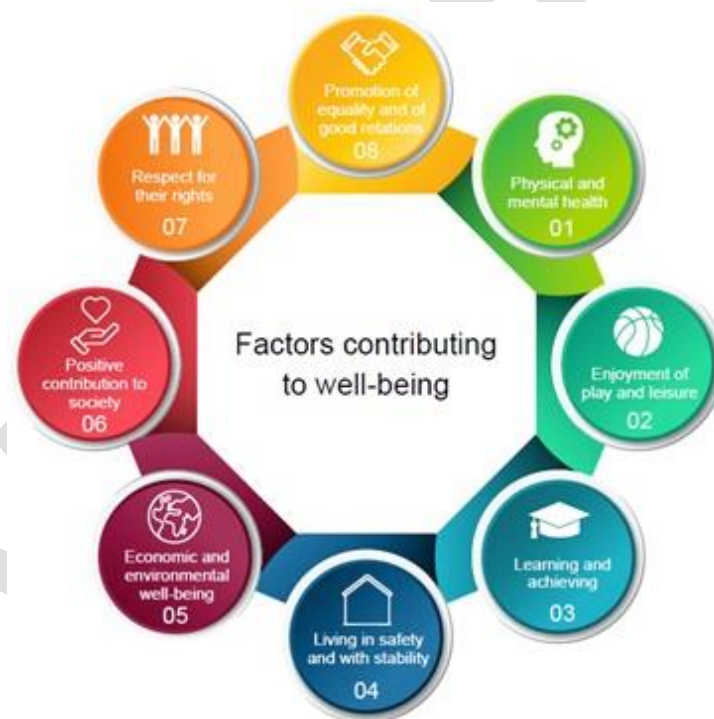 Factors contributing
to well-being
Physical and
mental health
01
Enjoyment of
play and leisure
02
Learning and
achieving
03
Living in safety
and with stability
04
Economic and
environmental
well-being
05
Positive
contribution to
society
06
Respect for
their rights
07
Promotion of
equality and of
good relations
08